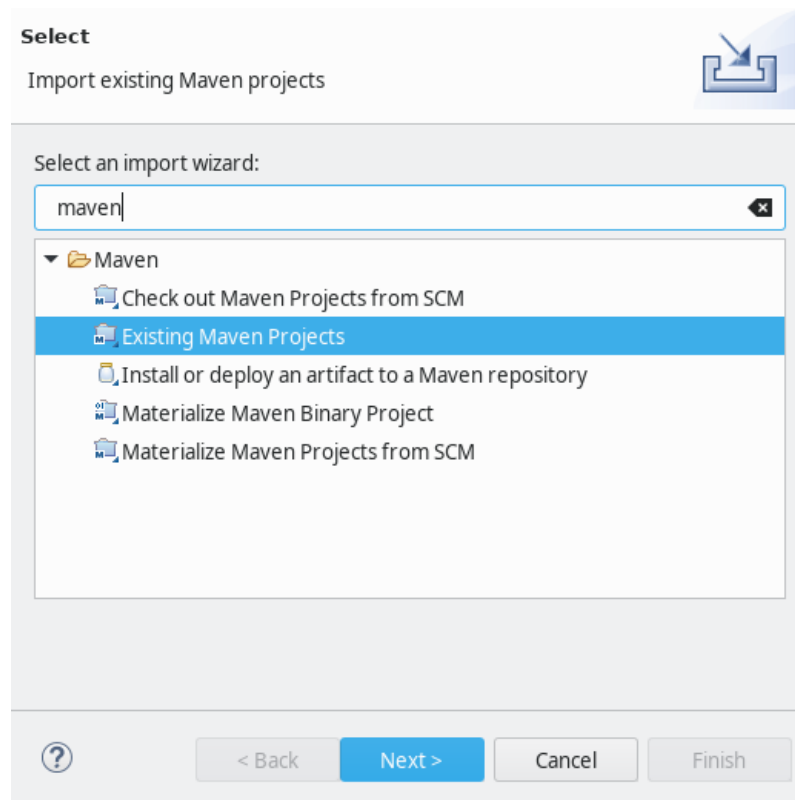 Select
Import existing Maven projects
Select an import wizard:
maven
Maven
Check out Maven Projects from SCM
Existing Maven Projects
Install or deploy an artifact to a Maven repository
Materialize Maven Binary Project
Materialize Maven Projects from SCM
? < Back Next > Cancel Finish